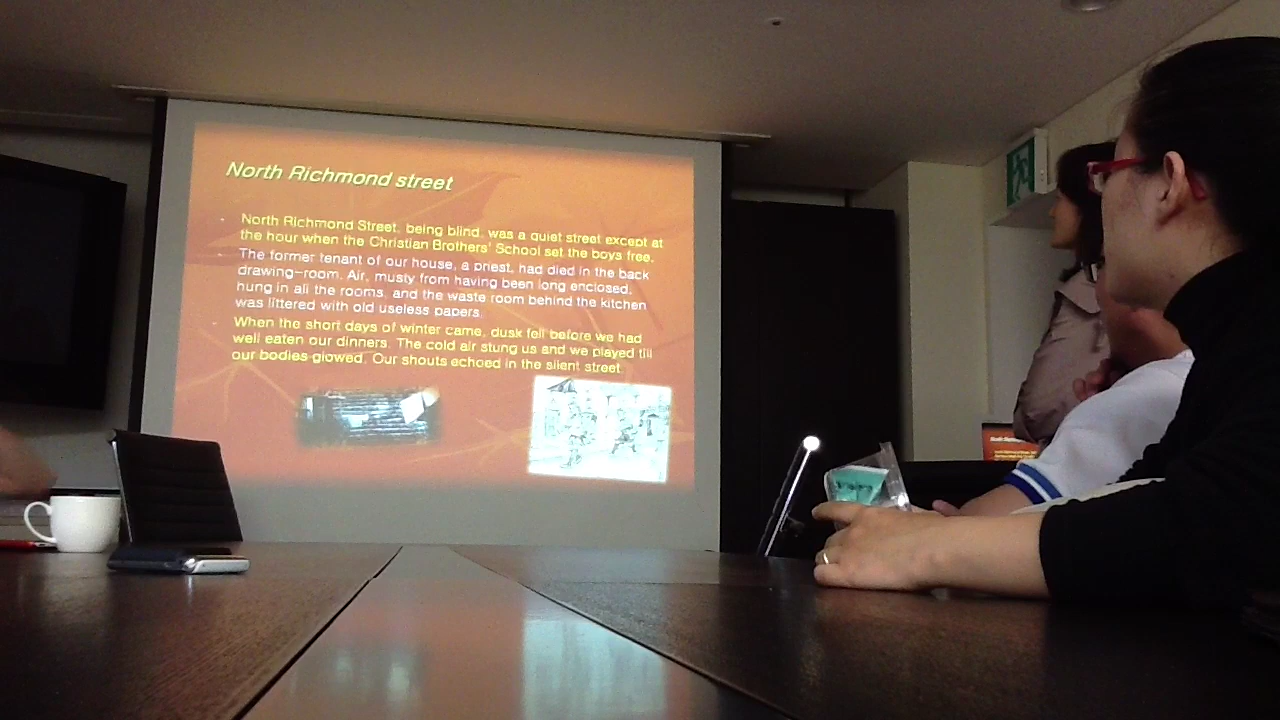 North Richmond street
North Richmond Street, being blind, was a quiet street except at
the hour when the Christian Brothers' School set the boys free.
The former tenant of our house, a priest, had died in the back
drawing-room. Air, musty from having been long enclosed,
hung in all the rooms, and the waste room behind the kitchen
was littered with old useless papers.
When the short days of winter came, dusk fell before we had
well eaten our dinners. The cold air stung us and we played till
our bodies glowed. Our shouts echoed in the silent street.